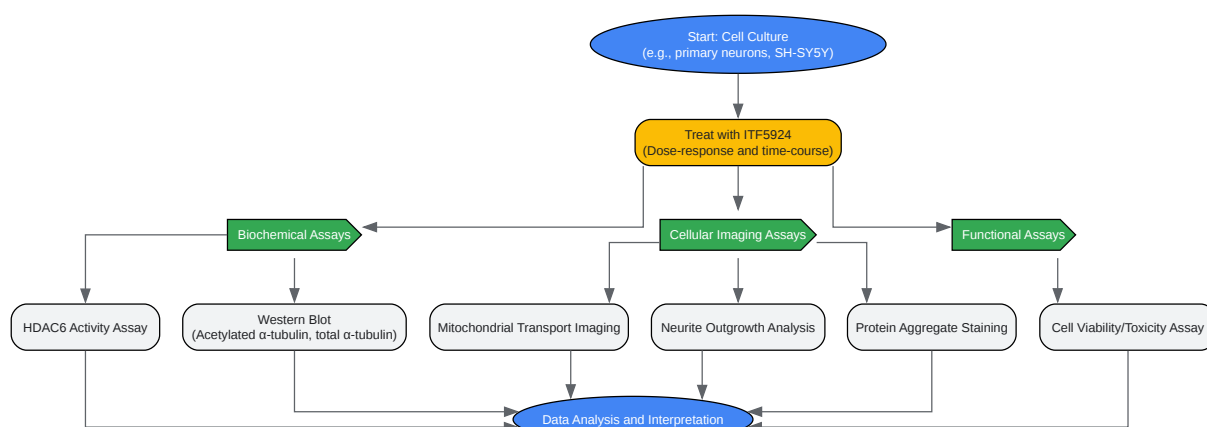 Start: Cell Culture
(e.g., primary neurons, SH-SY5Y)
Treat with ITF5924
(Dose-response and time-course)
Biochemical Assays
Cellular Imaging Assays
Functional Assays
HDAC6 Activity Assay
Western Blot
(Acetylated α-tubulin, total α-tubulin)
Mitochondrial Transport Imaging
Neurite Outgrowth Analysis
Protein Aggregate Staining
Cell Viability/Toxicity Assay
Data Analysis and Interpretation